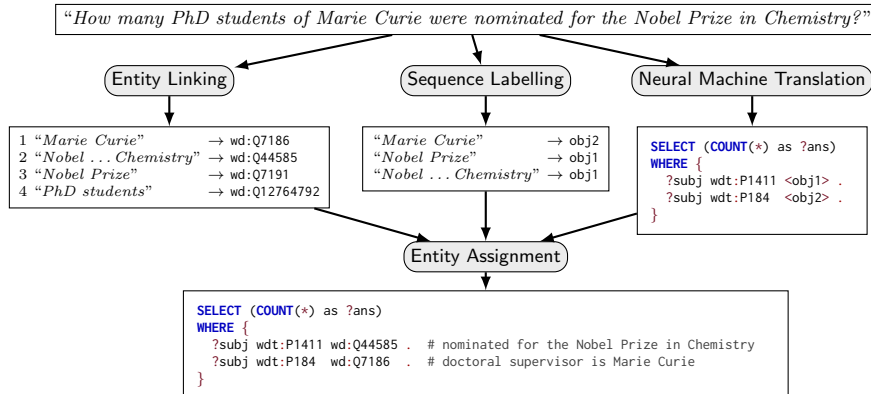 “How many PhD students of Marie Curie were nominated for the Nobel Prize in Chemistry?”
Entity Linking
Sequence Labelling
Neural Machine Translation
1 “Marie Curie” → wd:Q7186
2 “Nobel ... Chemistry” → wd:Q44585
3 “Nobel Prize” → wd:Q7191
4 “PhD students” → wd:Q12764792
“Marie Curie” → obj2
“Nobel Prize” → obj1
“Nobel ... Chemistry” → obj1
SELECT (COUNT(*) as ?ans)
WHERE {
?subj wdt:P1411 <obj1> .
?subj wdt:P184 <obj2> .
}
Entity Assignment
SELECT (COUNT(*) as ?ans)
WHERE {
?subj wdt:P1411 wd:Q44585 . # nominated for the Nobel Prize in Chemistry
?subj wdt:P184 wd:Q7186 . # doctoral supervisor is Marie Curie
}